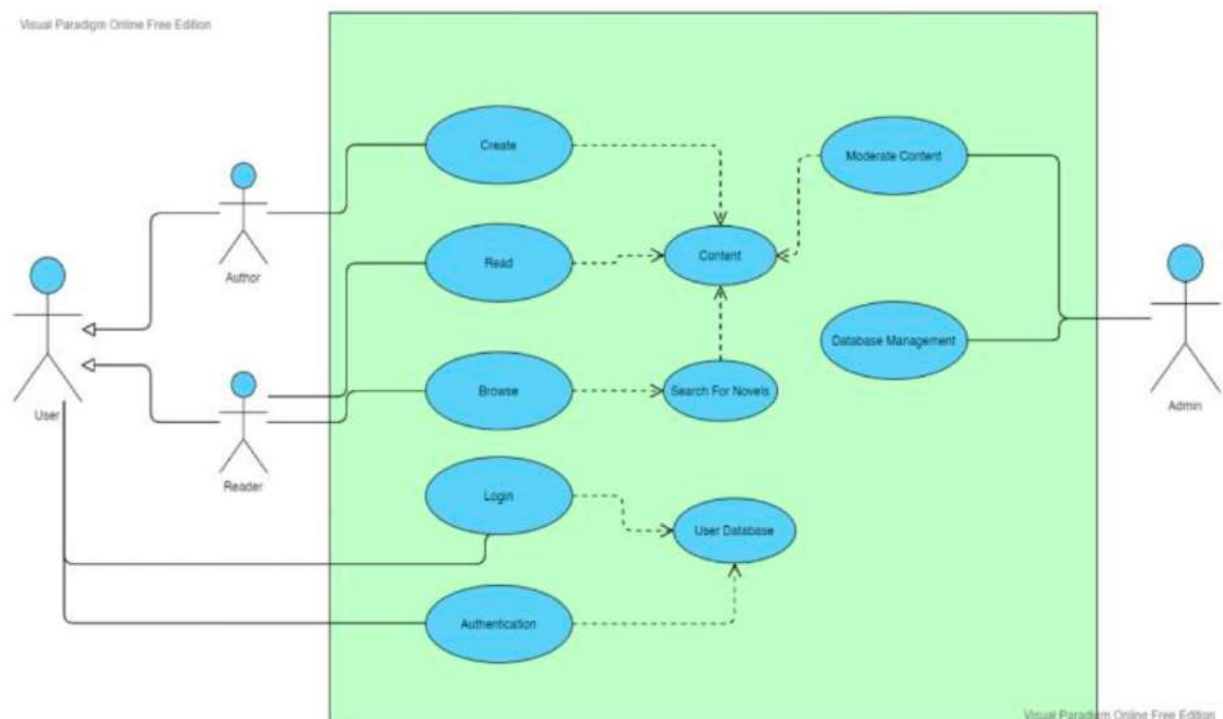 Visual Paradigm Online Free Edition
Create
Moderate Content
Author
Read
Content
User
Browse
Search For Novels
Database Management
Admin
Reader
Login
User Database
Authentication
Visual Paradigm Online Free Edition